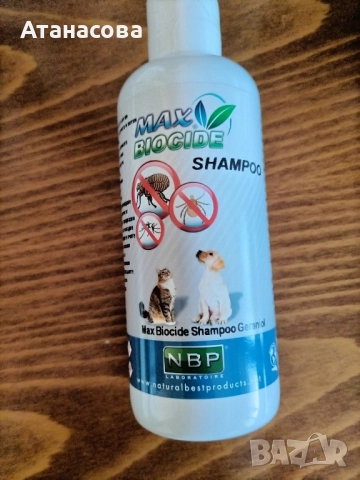 Атанасова
MAX
BIOCIDE
SHAMPOO
Max Biocide Shampoo Geraniol
NBP
LABORATOIRE
www.naturalbestproducts.
BAZAR